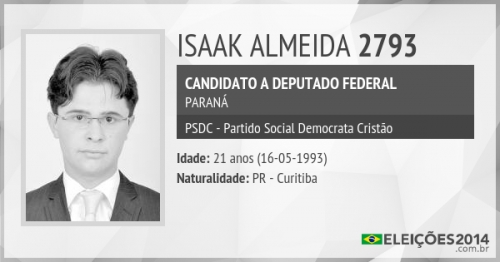 ISAAK ALMEIDA 2793
CANDIDATO A DEPUTADO FEDERAL
PARANÁ
PSDC - Partido Social Democrata Cristão
Idade: 21 anos (16-05-1993)
Naturalidade: PR - Curitiba
ELEIÇÕES2014
.com.br